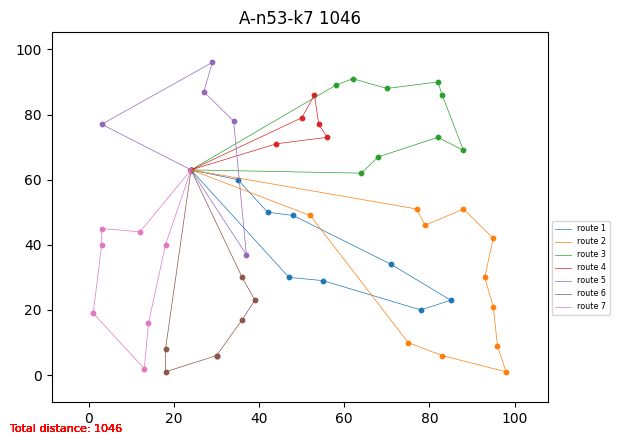 A-n53-k7 1046
100
80
60
40
20
0
0 20 40 60 80 100
route 1
route 2
route 3
route 4
route 5
route 6
route 7
Total distance: 1046